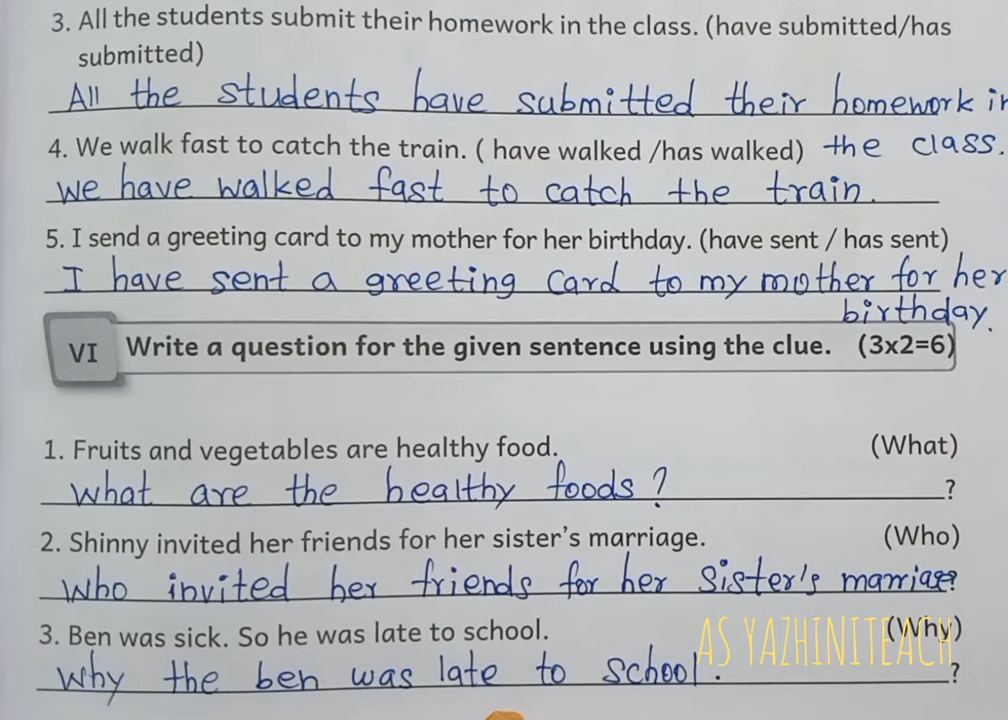 3. All the students submit their homework in the class. (have submitted/has
submitted)
All the students have submitted their homework in
the class.
4. We walk fast to catch the train. ( have walked /has walked)
we have walked fast to catch the train.
5. I send a greeting card to my mother for her birthday. (have sent / has sent)
I have sent a greeting card to my mother for her
birthday.
VI Write a question for the given sentence using the clue. (3x2=6)
1. Fruits and vegetables are healthy food. (What)
what are the healthy foods? ?
2. Shinny invited her friends for her sister's marriage. (Who)
who invited her friends for her sister's marriage?
3. Ben was sick. So he was late to school. (Why)
AS YAZHINITEACH
why the ben was late to school. ?